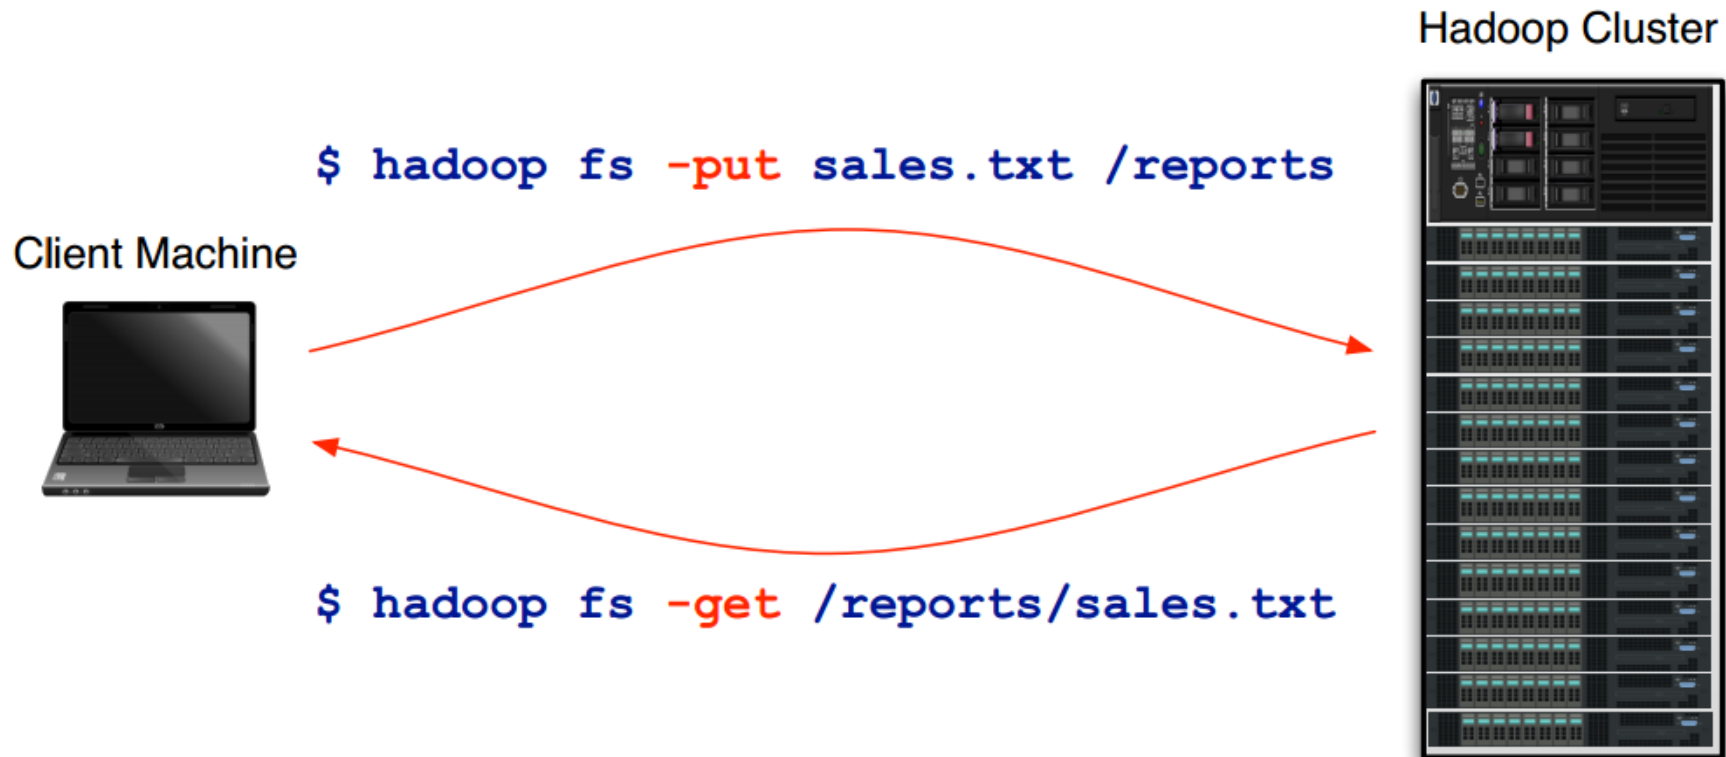 Hadoop Cluster
$ hadoop fs -put sales.txt /reports
Client Machine
$ hadoop fs -get /reports/sales.txt